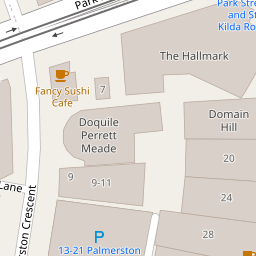 Park
Park Stre
and St
Kilda Ro
The Hallmark
Fancy Sushi
Cafe
7
Doquile
Perrett
Meade
Domain
Hill
20
9
9-11
Lane
24
ston Crescent
28
P
13-21 Palmerston